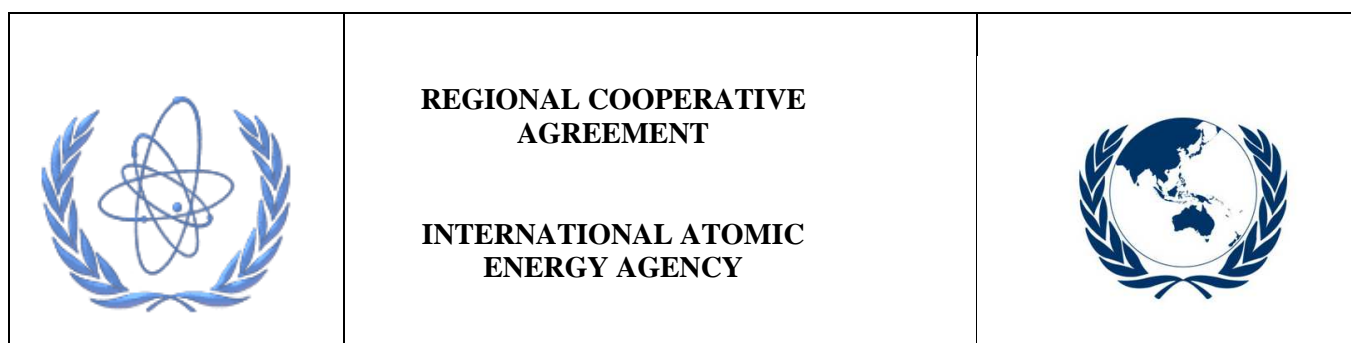 REGIONAL COOPERATIVE
AGREEMENT
INTERNATIONAL ATOMIC
ENERGY AGENCY